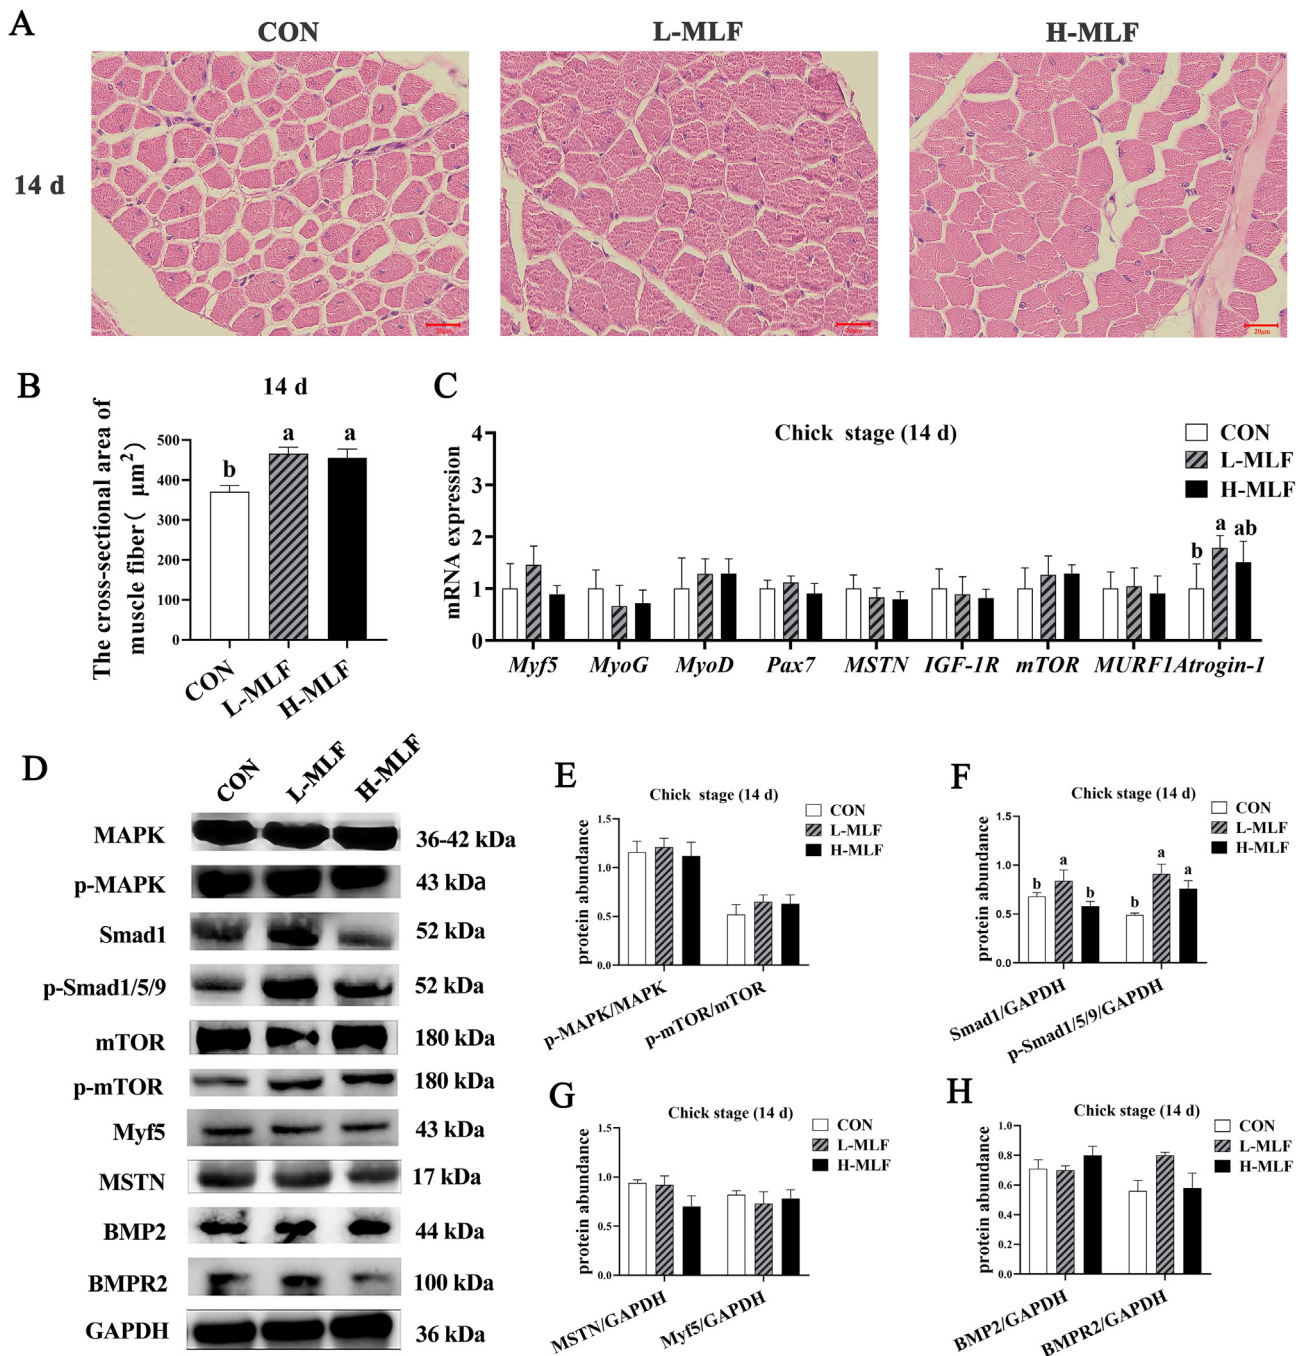 A
CON
L-MLF
H-MLF
14 d
20μm
20μm
20μm
B
14 d
The cross-sectional area of
muscle fiber( μm²)
500
400
300
200
100
0
b
a
a
CON
L-MLF
H-MLF
C
Chick stage (14 d)
CON
L-MLF
H-MLF
mRNA expression
4
3
2
1
0
b
a
ab
Myf5
MyoG
MyoD
Pax7
MSTN
IGF-1R
mTOR
MURF1
Atrogin-1
D
CON
L-MLF
H-MLF
MAPK
36-42 kDa
p-MAPK
43 kDa
Smad1
52 kDa
p-Smad1/5/9
52 kDa
mTOR
180 kDa
p-mTOR
180 kDa
Myf5
43 kDa
MSTN
17 kDa
BMP2
44 kDa
BMPR2
100 kDa
GAPDH
36 kDa
E
Chick stage (14 d)
CON
L-MLF
H-MLF
protein abundance
1.5
1.0
0.5
0.0
p-MAPK/MAPK
p-mTOR/mTOR
F
Chick stage (14 d)
CON
L-MLF
H-MLF
protein abundance
1.5
1.0
0.5
0.0
b
a
b
b
a
a
Smad1/GAPDH
p-Smad1/5/9/GAPDH
G
Chick stage (14 d)
CON
L-MLF
H-MLF
protein abundance
1.5
1.0
0.5
0.0
MSTN/GAPDH
Myf5/GAPDH
H
Chick stage (14 d)
CON
L-MLF
H-MLF
protein abundance
1.0
0.8
0.6
0.4
0.2
0.0
BMP2/GAPDH
BMPR2/GAPDH